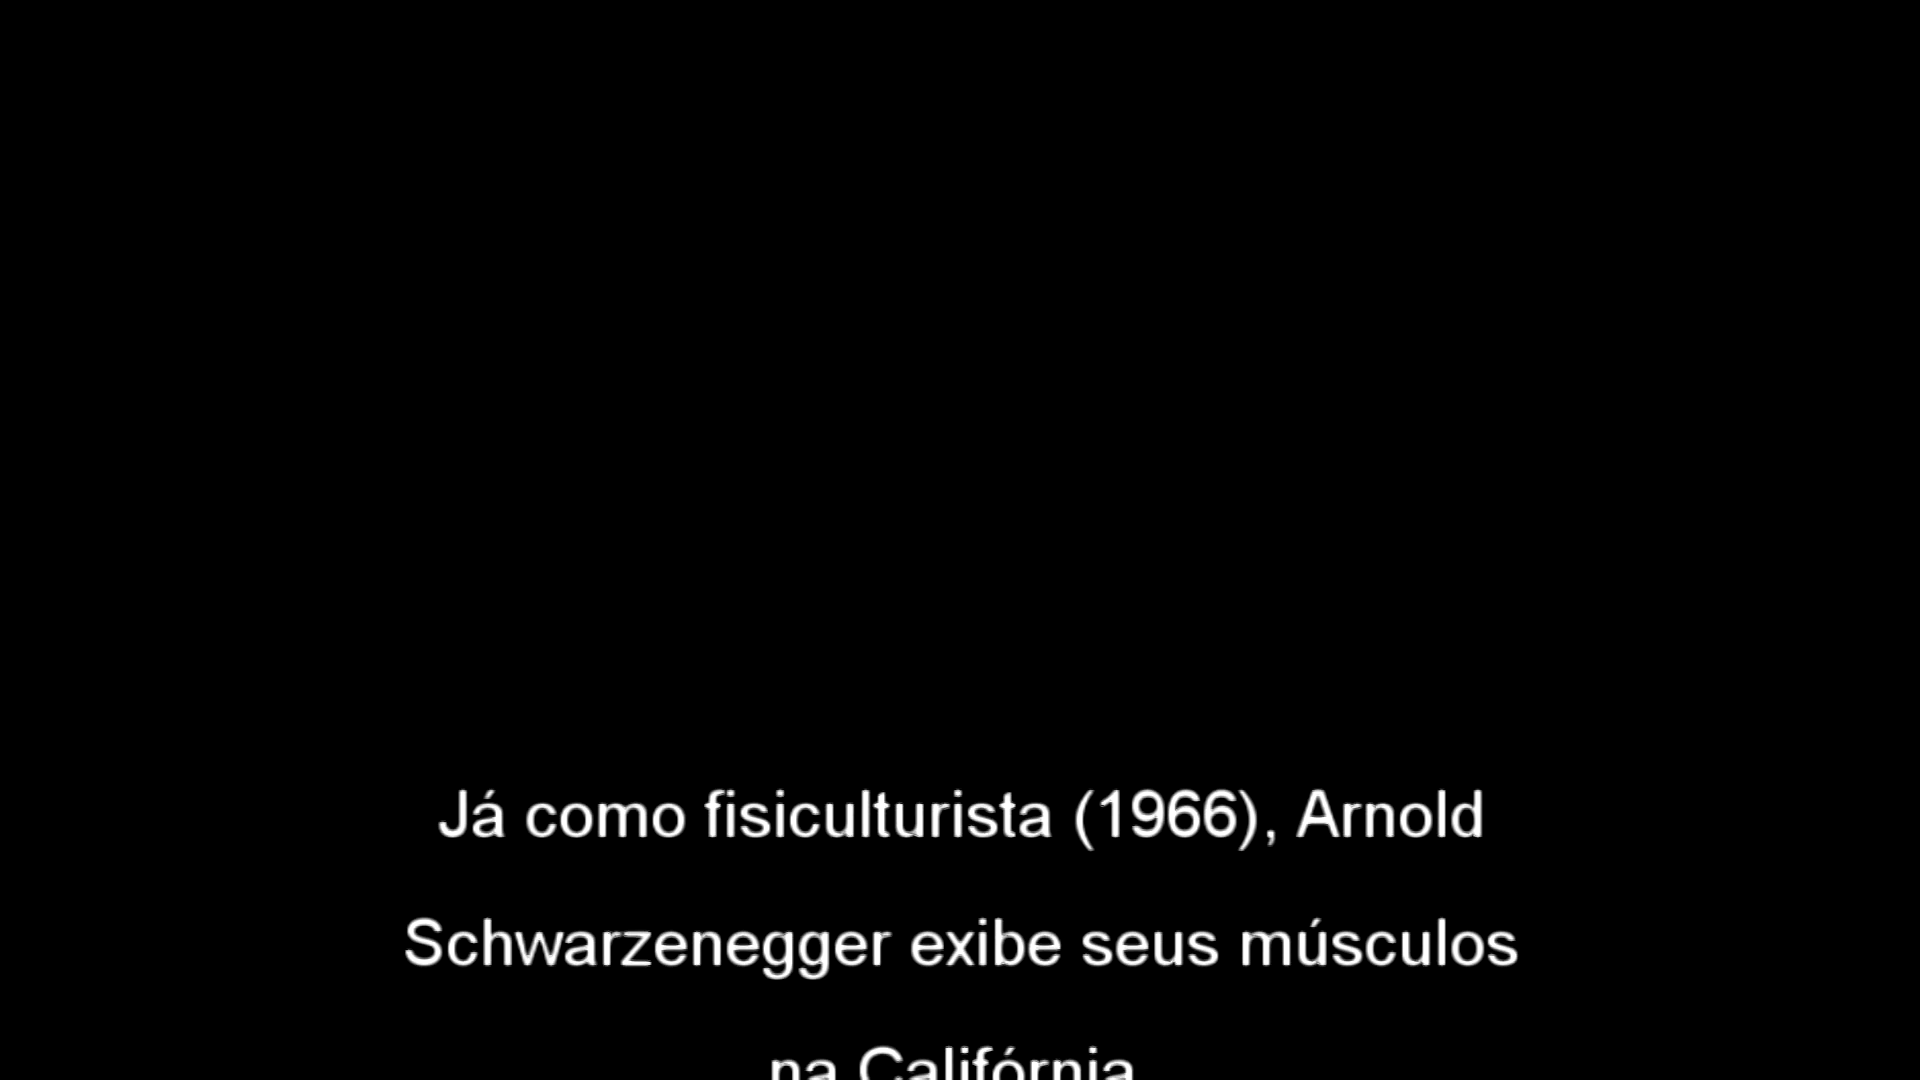 Já como fisiculturista (1966), Arnold
Schwarzenegger exibe seus músculos
na Califórnia